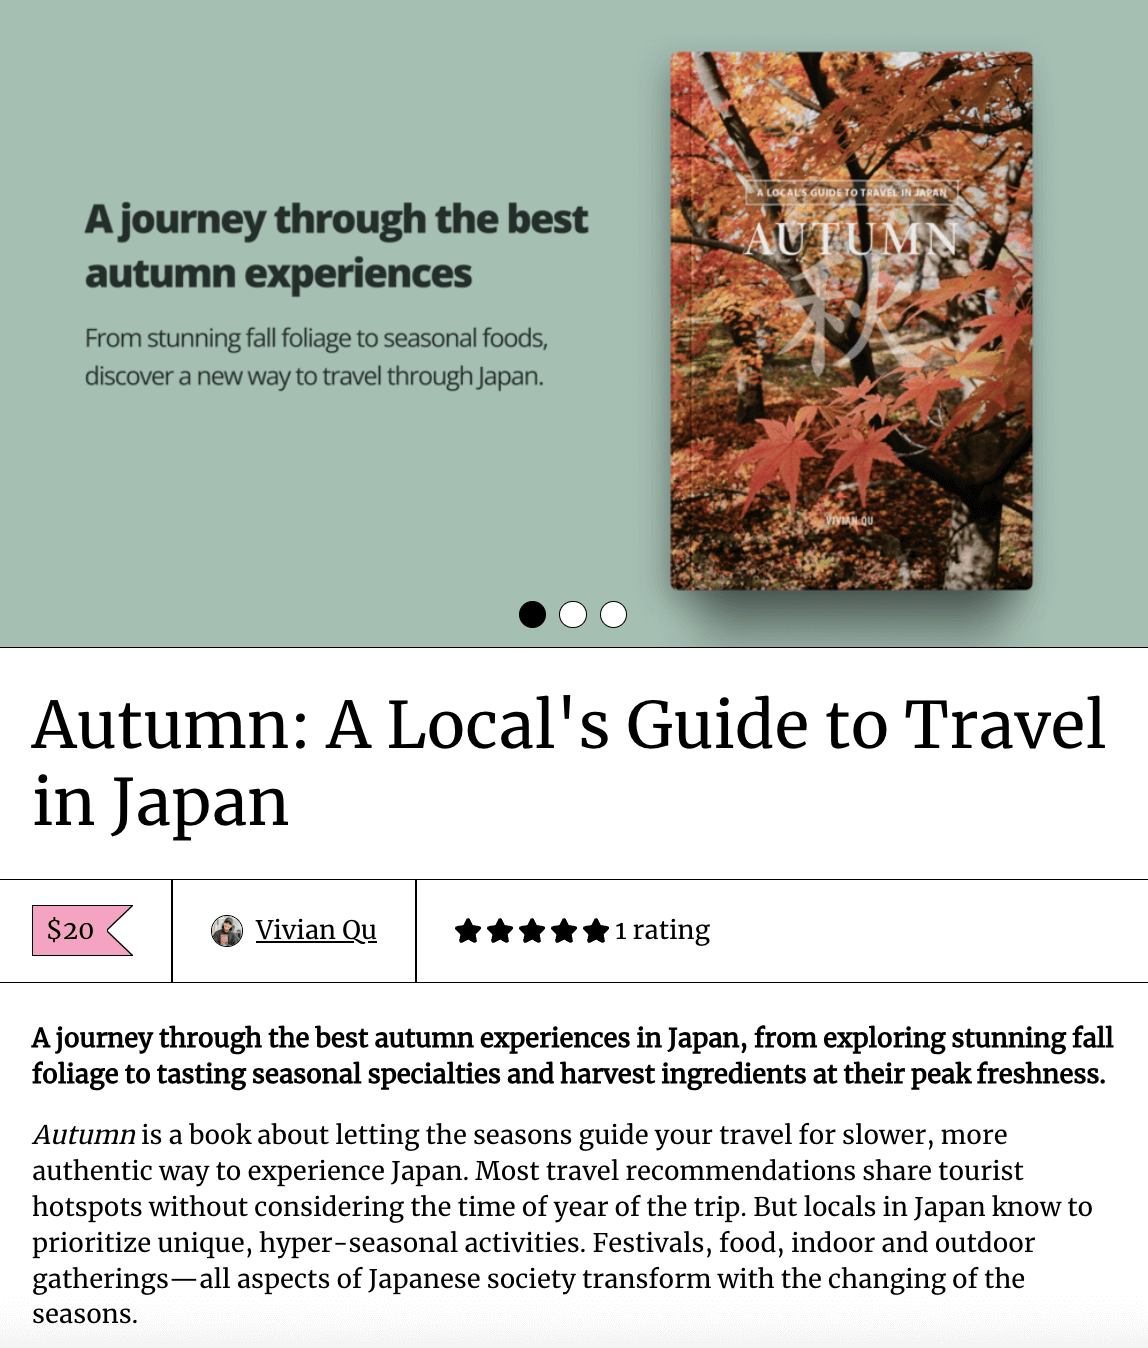 A journey through the best
autumn experiences
From stunning fall foliage to seasonal foods,
discover a new way to travel through Japan.
A LOCAL'S GUIDE TO TRAVEL IN JAPAN
AUTUMN
秋
VIVIAN QU
Autumn: A Local's Guide to Travel
in Japan
$20
Vivian Qu
1 rating
A journey through the best autumn experiences in Japan, from exploring stunning fall
foliage to tasting seasonal specialties and harvest ingredients at their peak freshness.
Autumn is a book about letting the seasons guide your travel for slower, more
authentic way to experience Japan. Most travel recommendations share tourist
hotspots without considering the time of year of the trip. But locals in Japan know to
prioritize unique, hyper-seasonal activities. Festivals, food, indoor and outdoor
gatherings—all aspects of Japanese society transform with the changing of the
seasons.